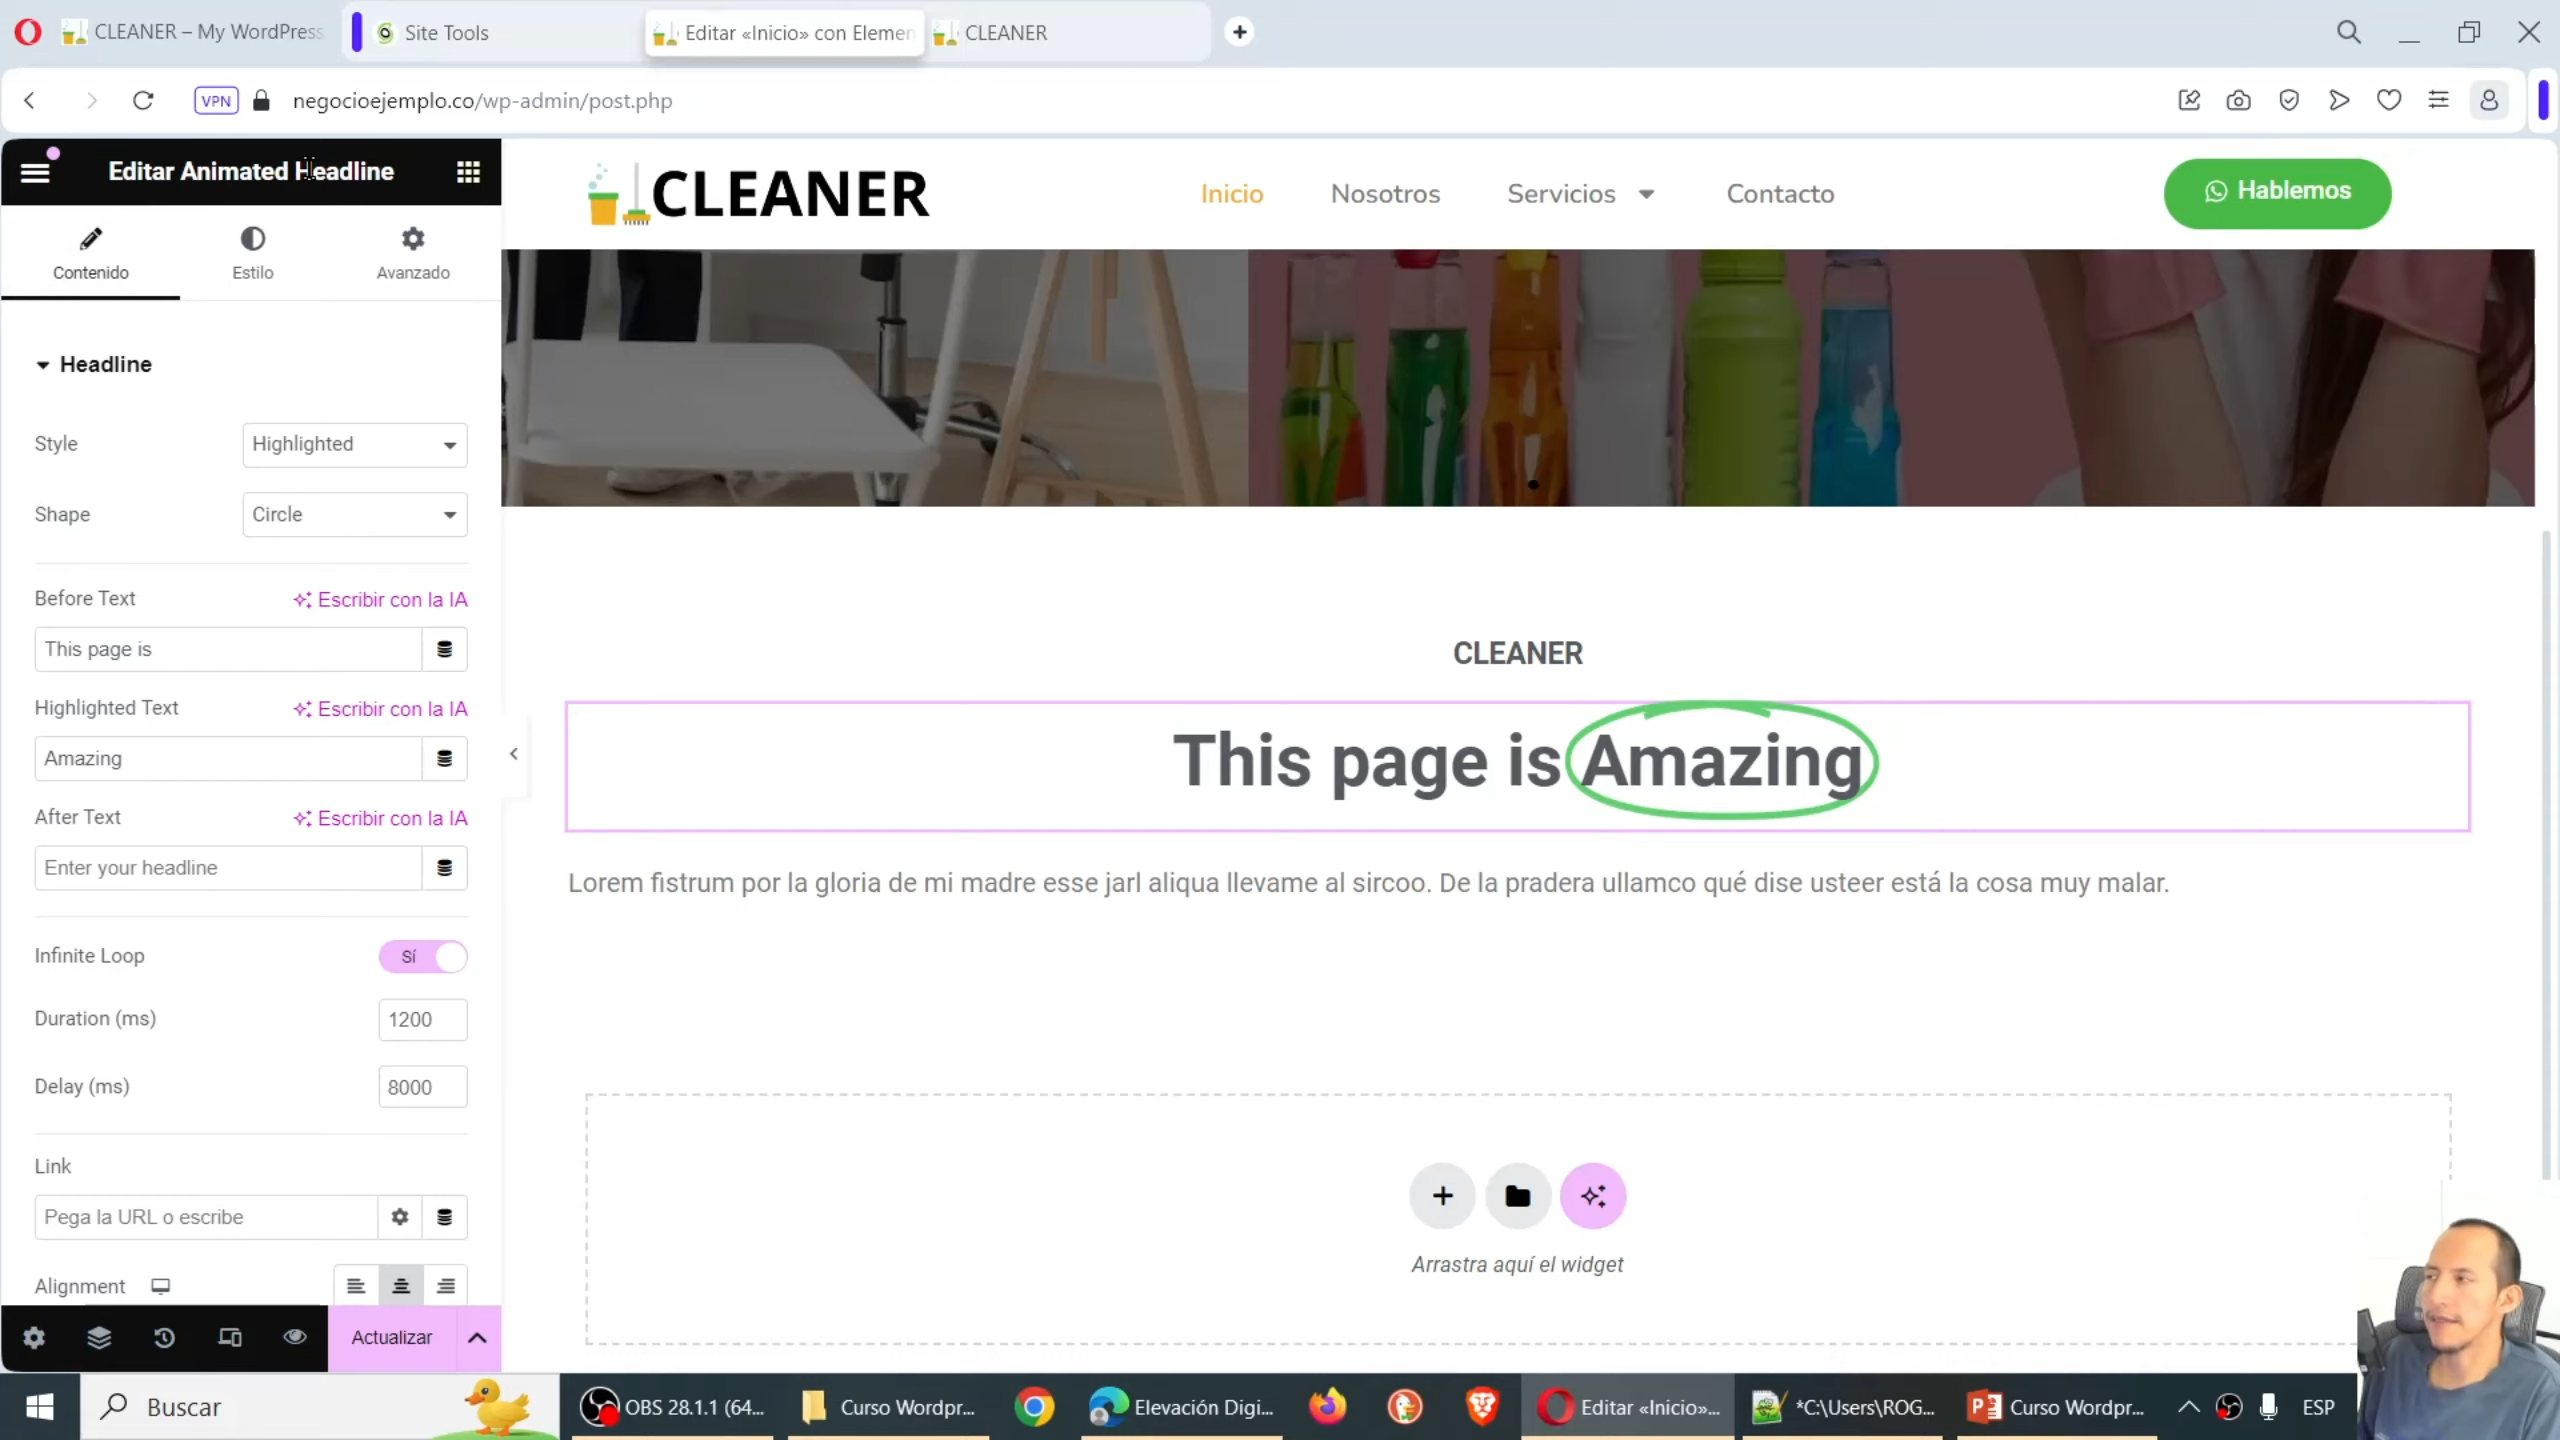 CLEANER – My WordPress
Site Tools
Editar «Inicio» con Elemen
CLEANER
VPN
negocioejemplo.co/wp-admin/post.php
Editar Animated Headline
Contenido
Estilo
Avanzado
Headline
Style
Highlighted
Shape
Circle
Before Text
Escribir con la IA
This page is
Highlighted Text
Escribir con la IA
Amazing
After Text
Escribir con la IA
Enter your headline
Infinite Loop
Sí
Duration (ms)
1200
Delay (ms)
8000
Link
Pega la URL o escribe
Alignment
Actualizar
CLEANER
Inicio
Nosotros
Servicios
Contacto
Hablemos
CLEANER
This page is Amazing
Lorem fistrum por la gloria de mi madre esse jarl aliqua llevame al sircoo. De la pradera ullamco qué dise usteer está la cosa muy malar.
Arrastra aquí el widget
Buscar
OBS 28.1.1 (64...
Curso Wordpr...
Elevación Digi...
Editar «Inicio»...
*C:\Users\ROG...
Curso Wordpr...
ESP